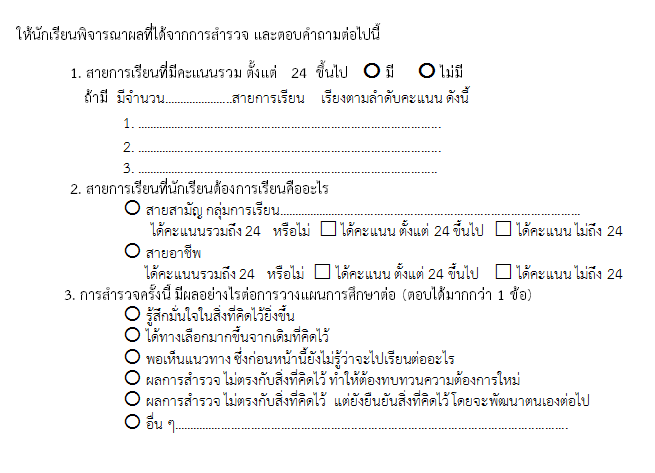 ให้นักเรียนพิจารณาผลที่ได้จากการสำรวจ และตอบคำถามต่อไปนี้
1. สายการเรียนที่มีคะแนนรวม ตั้งแต่ 24 ขึ้นไป ○ มี ○ ไม่มี
ถ้ามี มีจำนวน......................สายการเรียน เรียงตามลำดับคะแนน ดังนี้
1. ....................................................................................................
2. ....................................................................................................
3. ...................................................................................................
2. สายการเรียนที่นักเรียนต้องการเรียนคืออะไร
○ สายสามัญ กลุ่มการเรียน....................................................................................................
ได้คะแนนรวมถึง 24 หรือไม่ □ ได้คะแนน ตั้งแต่ 24 ขึ้นไป □ ได้คะแนน ไม่ถึง 24
○ สายอาชีพ
ได้คะแนนรวมถึง 24 หรือไม่ □ ได้คะแนน ตั้งแต่ 24 ขึ้นไป □ ได้คะแนน ไม่ถึง 24
3. การสำรวจครั้งนี้ มีผลอย่างไรต่อการวางแผนการศึกษาต่อ (ตอบได้มากกว่า 1 ข้อ)
○ รู้สึกมั่นใจในสิ่งที่คิดไว้ยิ่งขึ้น
○ ได้ทางเลือกมากขึ้นจากเดิมที่คิดไว้
○ พอเห็นแนวทาง ซึ่งก่อนหน้านี้ยังไม่รู้ว่าจะไปเรียนต่ออะไร
○ ผลการสำรวจ ไม่ตรงกับสิ่งที่คิดไว้ ทำให้ต้องทบทวนความต้องการใหม่
○ ผลการสำรวจ ไม่ตรงกับสิ่งที่คิดไว้ แต่ยังยืนยันสิ่งที่คิดไว้ โดยจะพัฒนาตนเองต่อไป
○ อื่น ๆ....................................................................................................